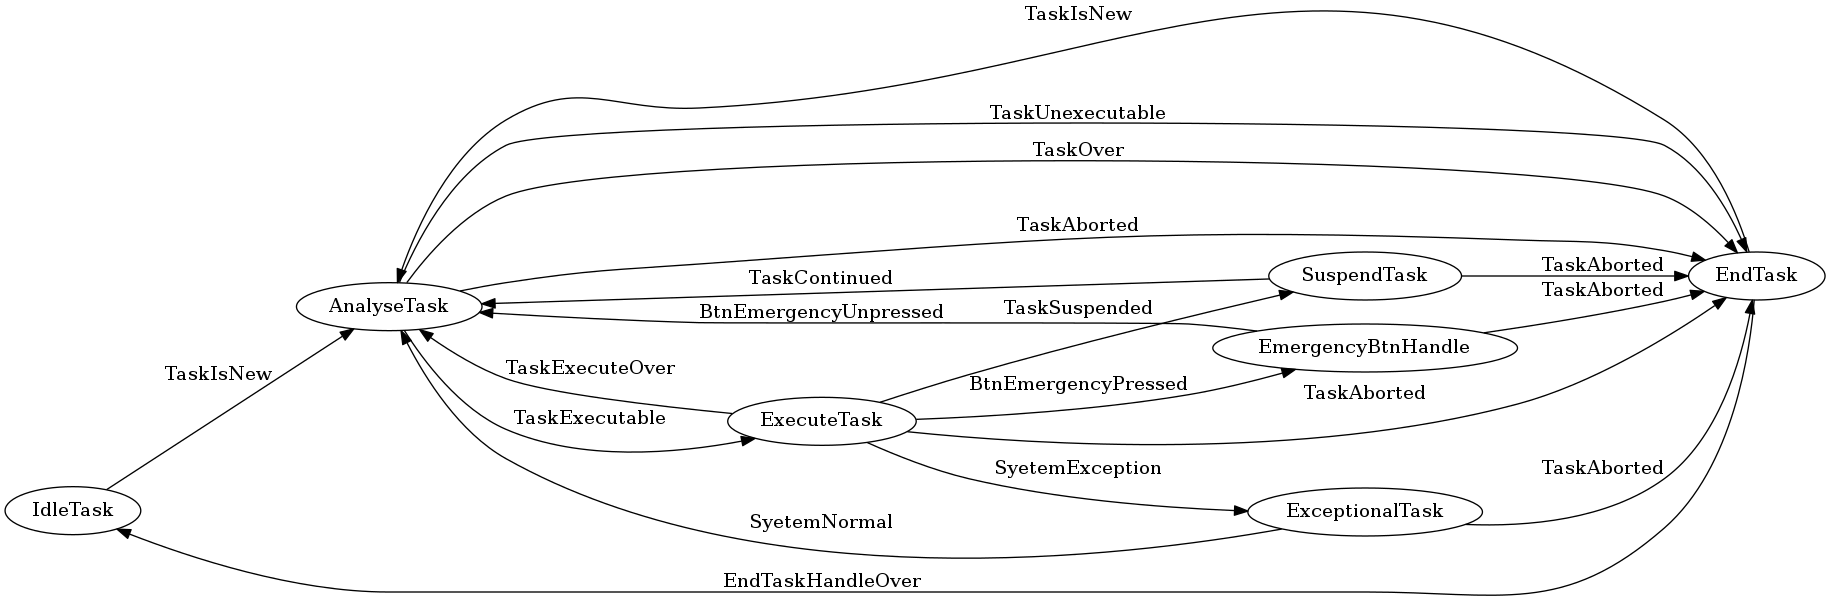 TaskIsNew
TaskUnexecutable
TaskOver
TaskAborted
TaskContinued
SuspendTask
TaskAborted
EndTask
AnalyseTask
BtnEmergencyUnpressed
TaskSuspended
TaskAborted
EmergencyBtnHandle
TaskIsNew
TaskExecuteOver
BtnEmergencyPressed
TaskAborted
TaskExecutable
ExecuteTask
SyetemException
TaskAborted
IdleTask
ExceptionalTask
SyetemNormal
EndTaskHandleOver